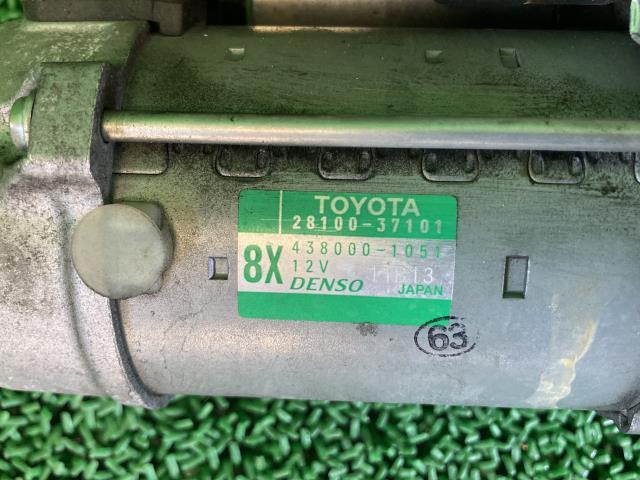 TOYOTA
28100-37101
438000-1051
8X 12V
DENSO JAPAN
63